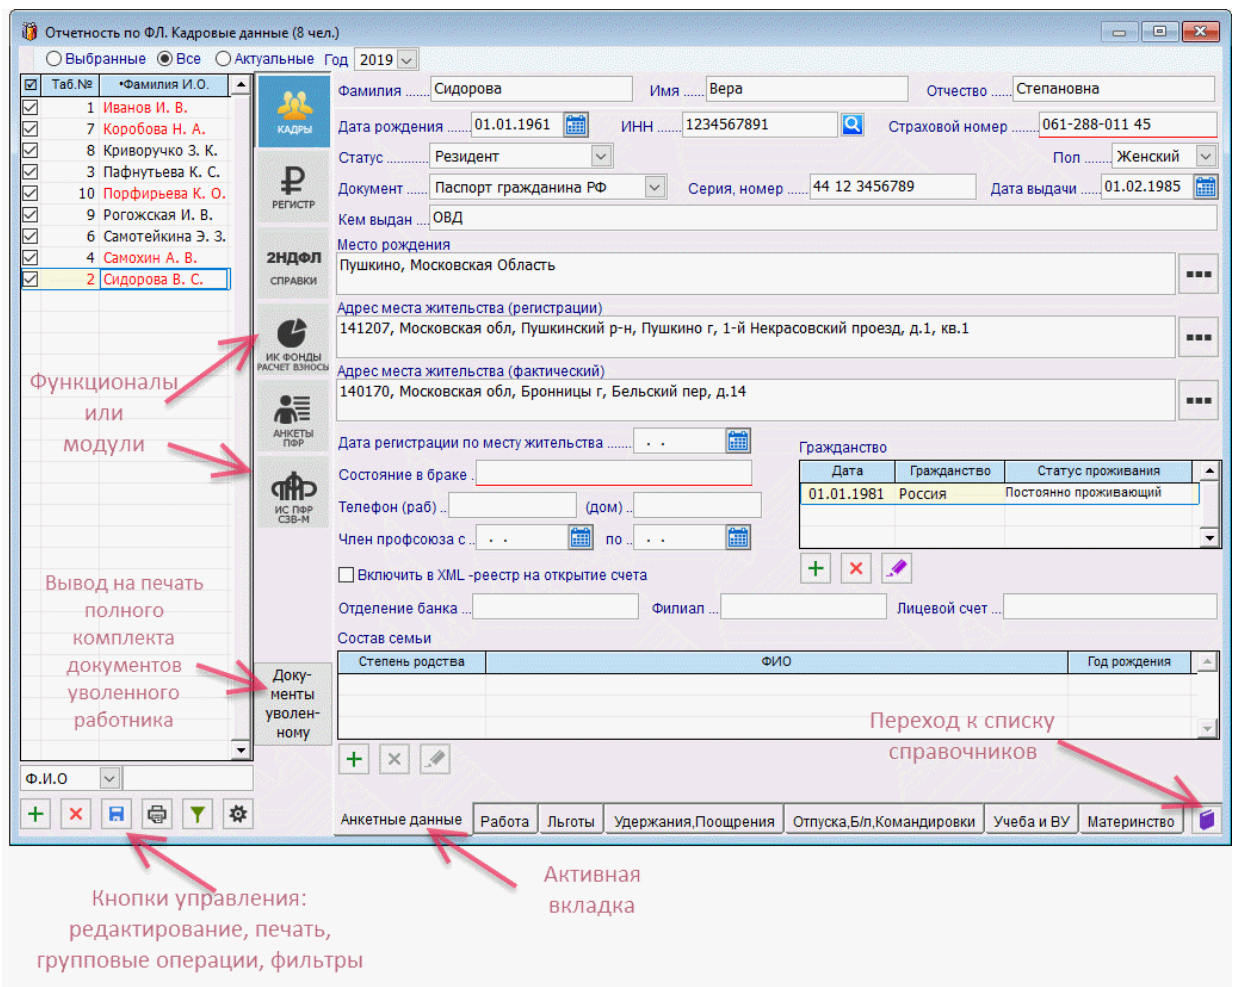 Отчетность по ФЛ. Кадровые данные (8 чел.)
Выбранные Все Актуальные Год 2019
Таб.№ •Фамилия И.О.
1 Иванов И. В.
7 Коробова Н. А.
8 Криворучко З. К.
3 Пафнутьева К. С.
10 Порфирьева К. О.
9 Рогожская И. В.
6 Самотейкина Э. З.
4 Самохин А. В.
2 Сидорова В. С.
Функционалы
или
модули
Вывод на печать
полного
комплекта
документов
уволенного
работника
Ф.И.О
КАДРЫ
РЕГИСТР
2НДФЛ
СПРАВКИ
ИК ФОНДЫ
РАСЧЕТ ВЗНОСЫ
АНКЕТЫ
ПФР
ИС ПФР
СЗВ-М
Доку-
менты
уволен-
ному
Фамилия ...... Сидорова Имя ...... Вера Отчество ...... Степановна
Дата рождения ...... 01.01.1961 ИНН ...... 1234567891 Страховой номер ....... 061-288-011 45
Статус ............ Резидент Пол ........ Женский
Документ ...... Паспорт гражданина РФ Серия, номер ..... 44 12 3456789 Дата выдачи ..... 01.02.1985
Кем выдан .... ОВД
Место рождения
Пушкино, Московская Область
Адрес места жительства (регистрации)
141207, Московская обл, Пушкинский р-н, Пушкино г, 1-й Некрасовский проезд, д.1, кв.1
Адрес места жительства (фактический)
140170, Московская обл, Бронницы г, Бельский пер, д.14
Дата регистрации по месту жительства ....... . .
Состояние в браке .
Телефон (раб) .. (дом) ..
Член профсоюза с .. . . по .. . .
Включить в XML -реестр на открытие счета
Гражданство
Дата Гражданство Статус проживания
01.01.1981 Россия Постоянно проживающий
Отделение банка ... Филиал ... Лицевой счет ...
Состав семьи
Степень родства ФИО Год рождения
Переход к списку
справочников
Анкетные данные Работа Льготы Удержания,Поощрения Отпуска,Б/л,Командировки Учеба и ВУ Материнство
Активная
вкладка
Кнопки управления:
редактирование, печать,
групповые операции, фильтры